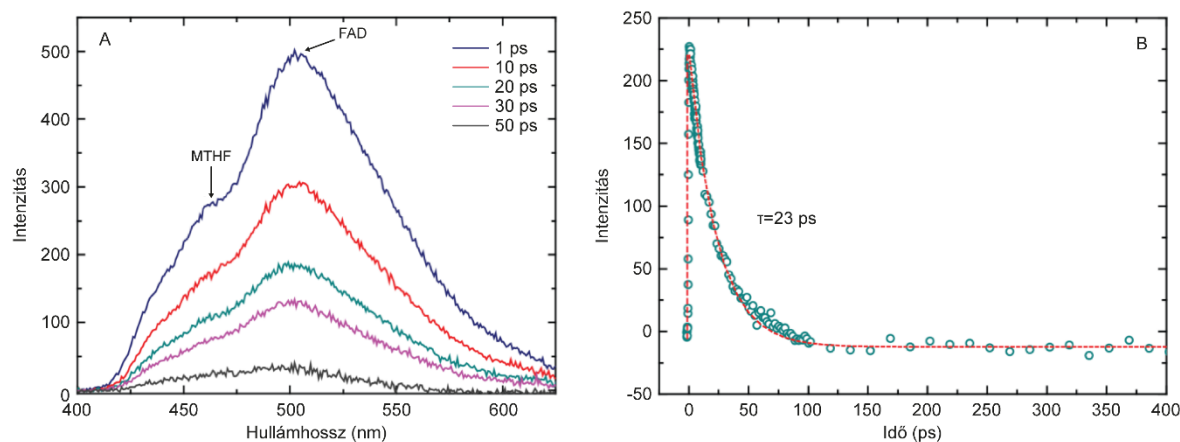 A
FAD
MTHF
1 ps
10 ps
20 ps
30 ps
50 ps
Intenzitás
500
400
300
200
100
0
400
450
500
550
600
Hullámhossz (nm)
B
τ=23 ps
Intenzitás
250
200
150
100
50
0
-50
0
50
100
150
200
250
300
350
400
Idő (ps)